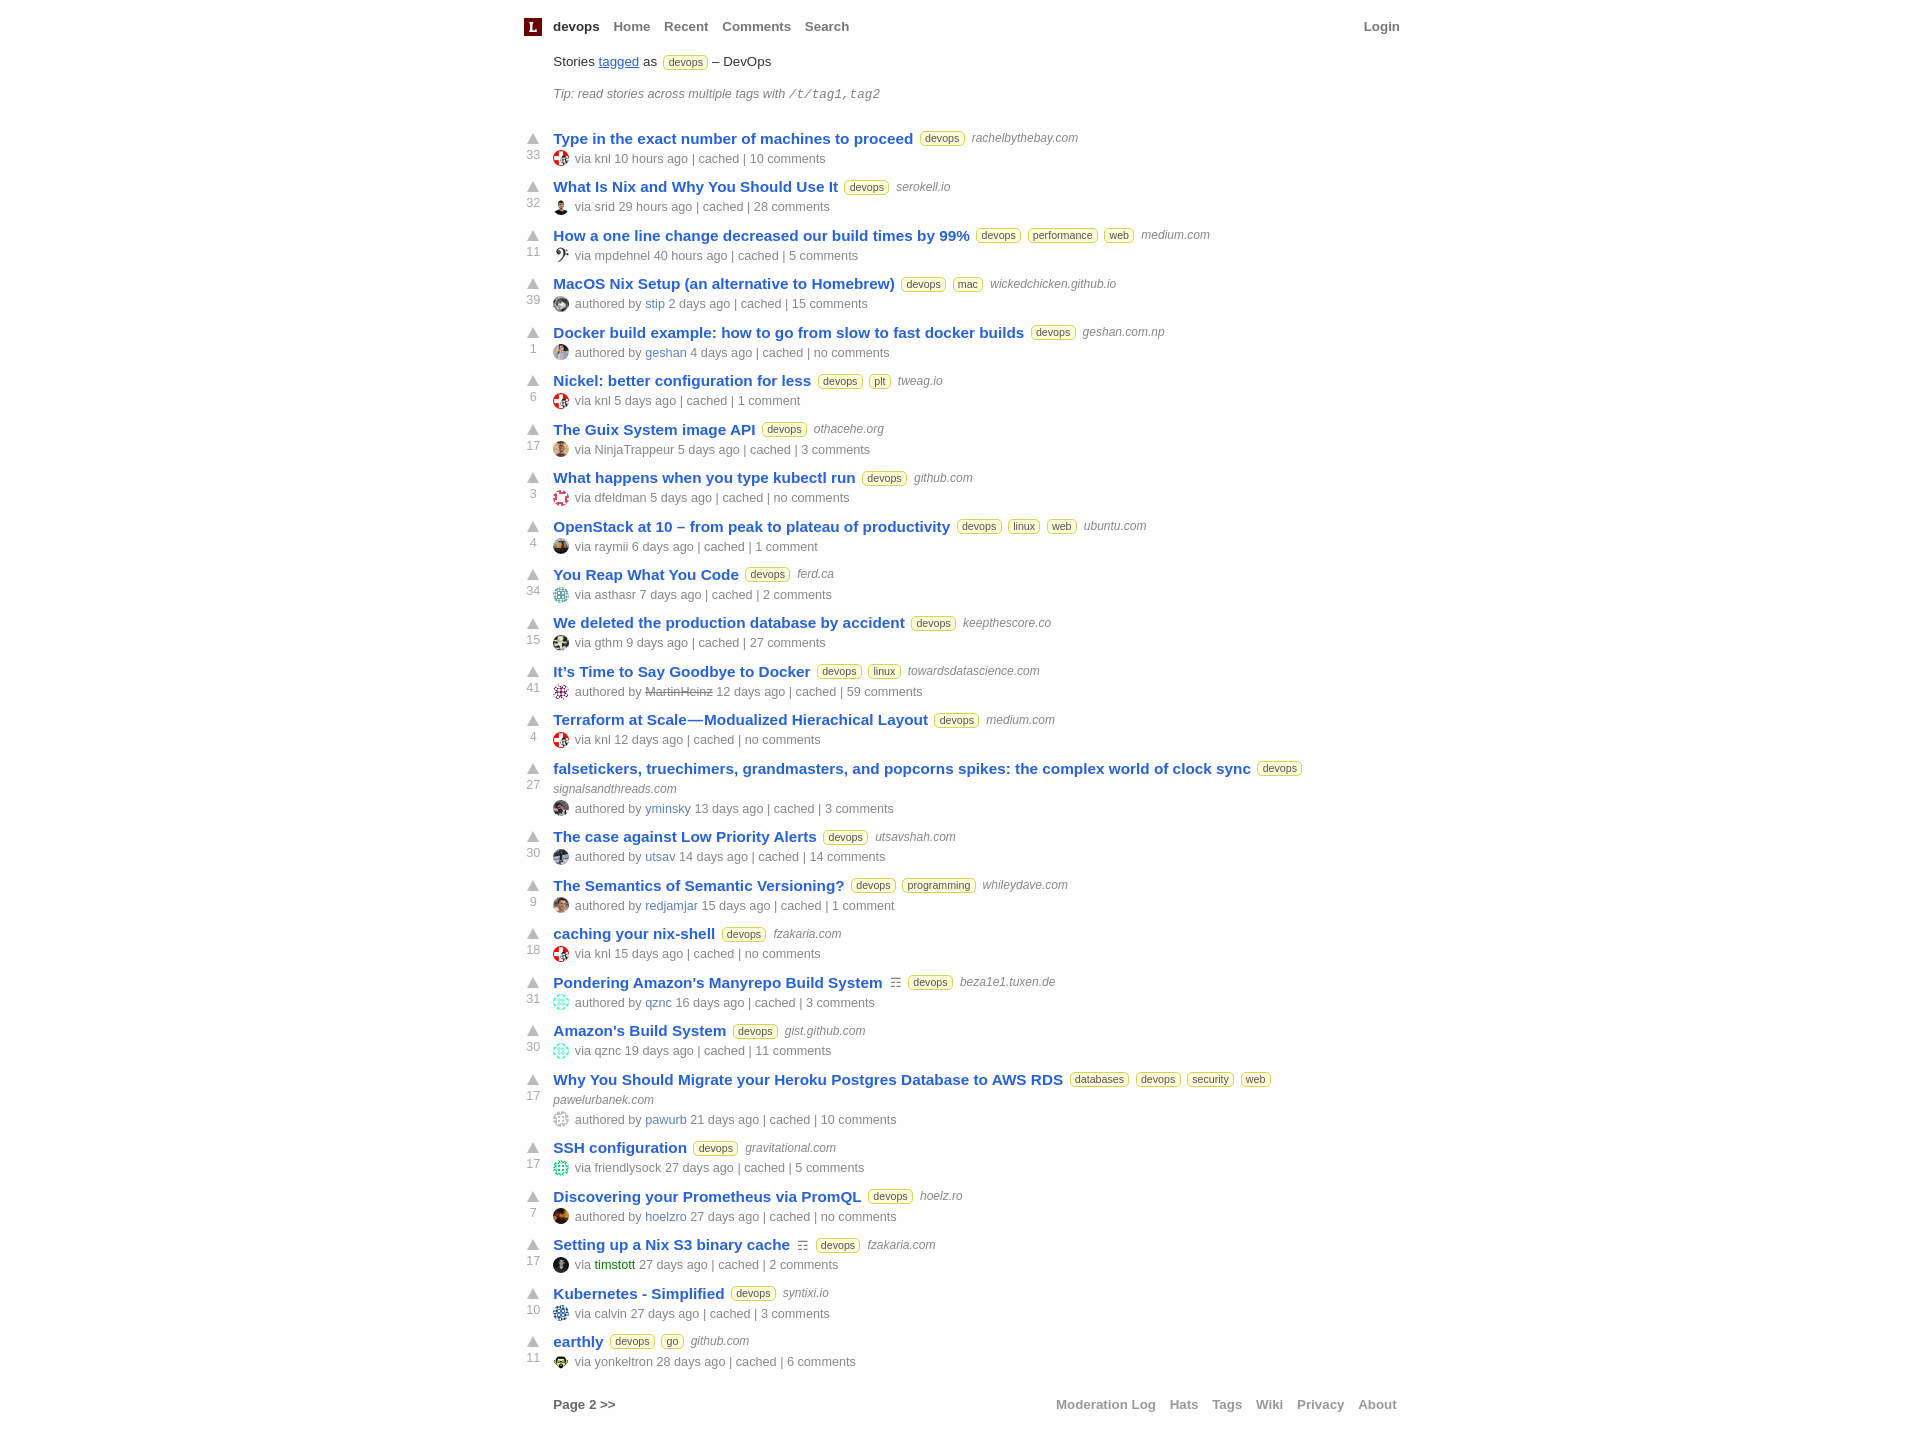 L devops Home Recent Comments Search Login
Stories tagged as devops – DevOps
Tip: read stories across multiple tags with /t/tag1,tag2
Type in the exact number of machines to proceed devops rachelbythebay.com
33 via knl 10 hours ago | cached | 10 comments
What Is Nix and Why You Should Use It devops serokell.io
32 via srid 29 hours ago | cached | 28 comments
How a one line change decreased our build times by 99% devops performance web medium.com
11 via mpdehnel 40 hours ago | cached | 5 comments
MacOS Nix Setup (an alternative to Homebrew) devops mac wickedchicken.github.io
39 authored by stip 2 days ago | cached | 15 comments
Docker build example: how to go from slow to fast docker builds devops geshan.com.np
1 authored by geshan 4 days ago | cached | no comments
Nickel: better configuration for less devops plt tweag.io
6 via knl 5 days ago | cached | 1 comment
The Guix System image API devops othacehe.org
17 via NinjaTrappeur 5 days ago | cached | 3 comments
What happens when you type kubectl run devops github.com
3 via dfeldman 5 days ago | cached | no comments
OpenStack at 10 – from peak to plateau of productivity devops linux web ubuntu.com
4 via raymii 6 days ago | cached | 1 comment
You Reap What You Code devops ferd.ca
34 via asthasr 7 days ago | cached | 2 comments
We deleted the production database by accident devops keepthescore.co
15 via gthm 9 days ago | cached | 27 comments
It’s Time to Say Goodbye to Docker devops linux towardsdatascience.com
41 authored by MartinHeinz 12 days ago | cached | 59 comments
Terraform at Scale — Modualized Hierachical Layout devops medium.com
4 via knl 12 days ago | cached | no comments
falsetickers, truechimers, grandmasters, and popcorns spikes: the complex world of clock sync devops
27 signalsandthreads.com
authored by yminsky 13 days ago | cached | 3 comments
The case against Low Priority Alerts devops utsavshah.com
30 authored by utsav 14 days ago | cached | 14 comments
The Semantics of Semantic Versioning? devops programming whileydave.com
9 authored by redjamjar 15 days ago | cached | 1 comment
caching your nix-shell devops fzakaria.com
18 via knl 15 days ago | cached | no comments
Pondering Amazon's Manyrepo Build System ☶ devops beza1e1.tuxen.de
31 authored by qznc 16 days ago | cached | 3 comments
Amazon's Build System devops gist.github.com
30 via qznc 19 days ago | cached | 11 comments
Why You Should Migrate your Heroku Postgres Database to AWS RDS databases devops security web
17 pawelurbanek.com
authored by pawurb 21 days ago | cached | 10 comments
SSH configuration devops gravitational.com
17 via friendlysock 27 days ago | cached | 5 comments
Discovering your Prometheus via PromQL devops hoelz.ro
7 authored by hoelzro 27 days ago | cached | no comments
Setting up a Nix S3 binary cache ☶ devops fzakaria.com
17 via timstott 27 days ago | cached | 2 comments
Kubernetes - Simplified devops syntixi.io
10 via calvin 27 days ago | cached | 3 comments
earthly devops go github.com
11 via yonkeltron 28 days ago | cached | 6 comments
Page 2 >> Moderation Log Hats Tags Wiki Privacy About